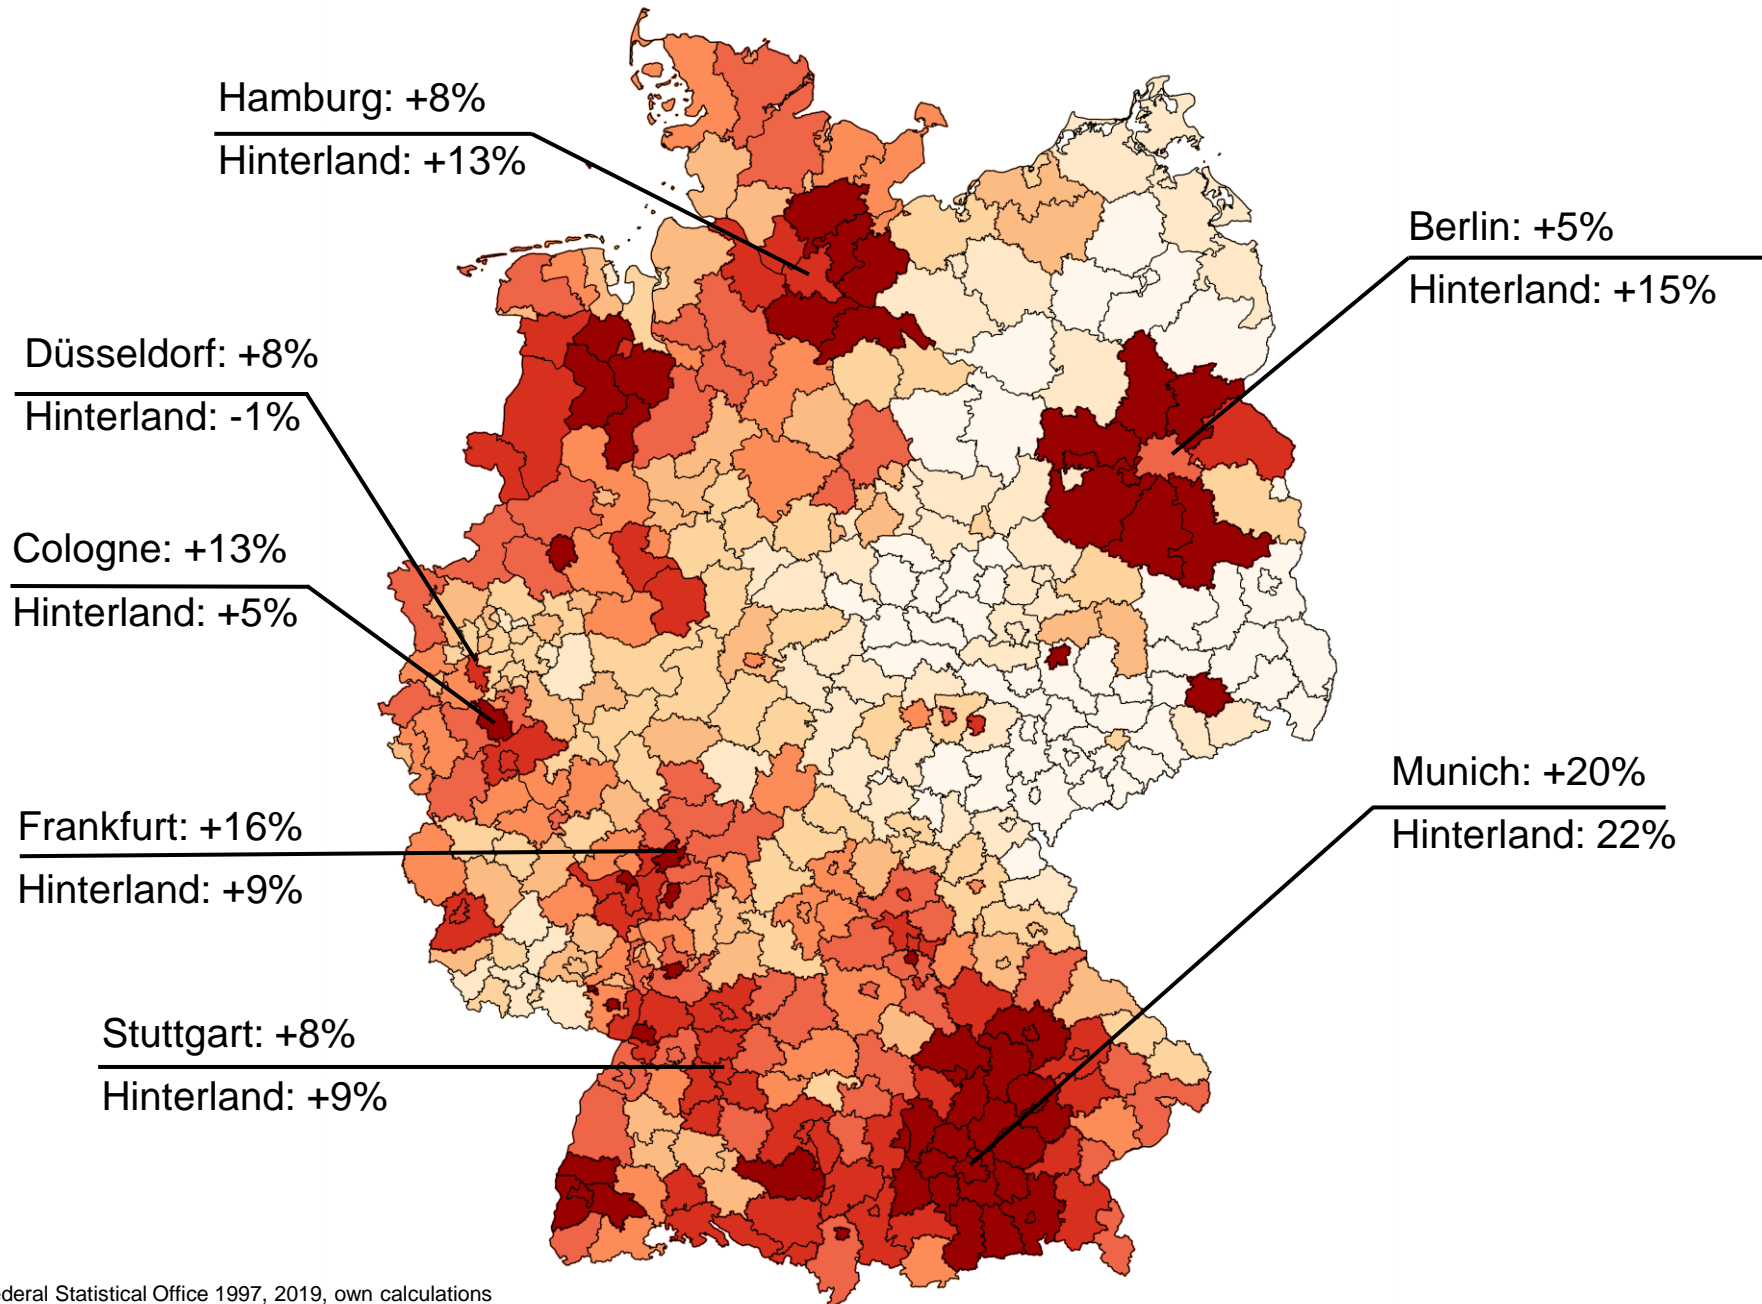 Hamburg: +8%
Hinterland: +13%
Berlin: +5%
Hinterland: +15%
Düsseldorf: +8%
Hinterland: -1%
Cologne: +13%
Hinterland: +5%
Munich: +20%
Hinterland: 22%
Frankfurt: +16%
Hinterland: +9%
Stuttgart: +8%
Hinterland: +9%
Statistical Office 1997, 2019, own calculations